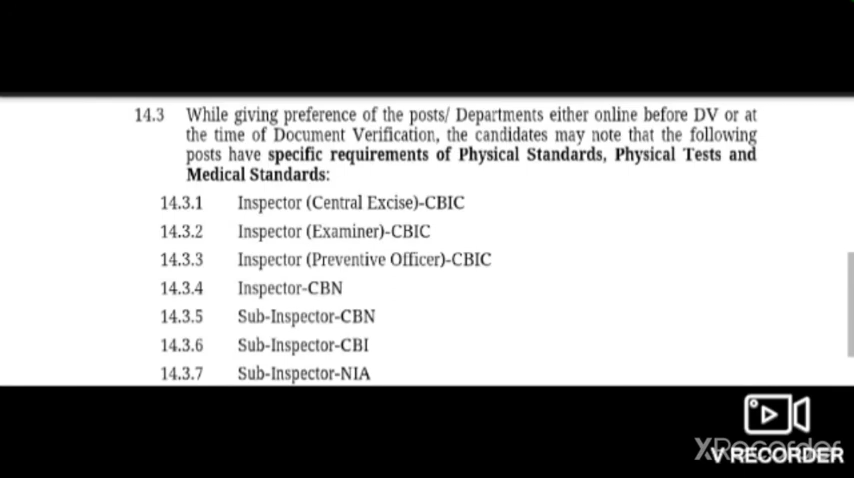 14.3 While giving preference of the posts/ Departments either online before DV or at
the time of Document Verification, the candidates may note that the following
posts have specific requirements of Physical Standards, Physical Tests and
Medical Standards:
14.3.1 Inspector (Central Excise)-CBIC
14.3.2 Inspector (Examiner)-CBIC
14.3.3 Inspector (Preventive Officer)-CBIC
14.3.4 Inspector-CBN
14.3.5 Sub-Inspector-CBN
14.3.6 Sub-Inspector-CBI
14.3.7 Sub-Inspector-NIA
XRecorder
V RECORDER